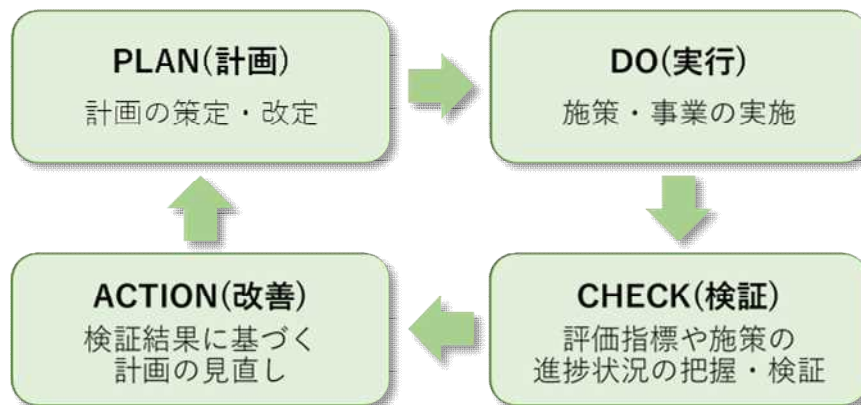 PLAN(計画)
計画の策定・改定
DO(実行)
施策・事業の実施
ACTION(改善)
検証結果に基づく
計画の見直し
CHECK(検証)
評価指標や施策の
進捗状況の把握・検証